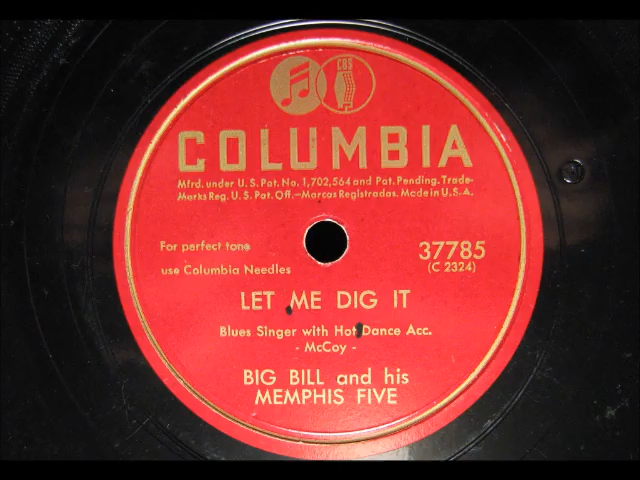 CBS
COLUMBIA
Mfrd. under U.S. Pat. No. 1,702,564 and Pat. Pending. Trade-
Marks Reg. U.S. Pat. Off.—Marcas Registradas. Made in U.S.A.
For perfect tone
use Columbia Needles
37785
(C 2324)
LET ME DIG IT
Blues Singer with Hot Dance Acc.
- McCoy -
BIG BILL and his
MEMPHIS FIVE